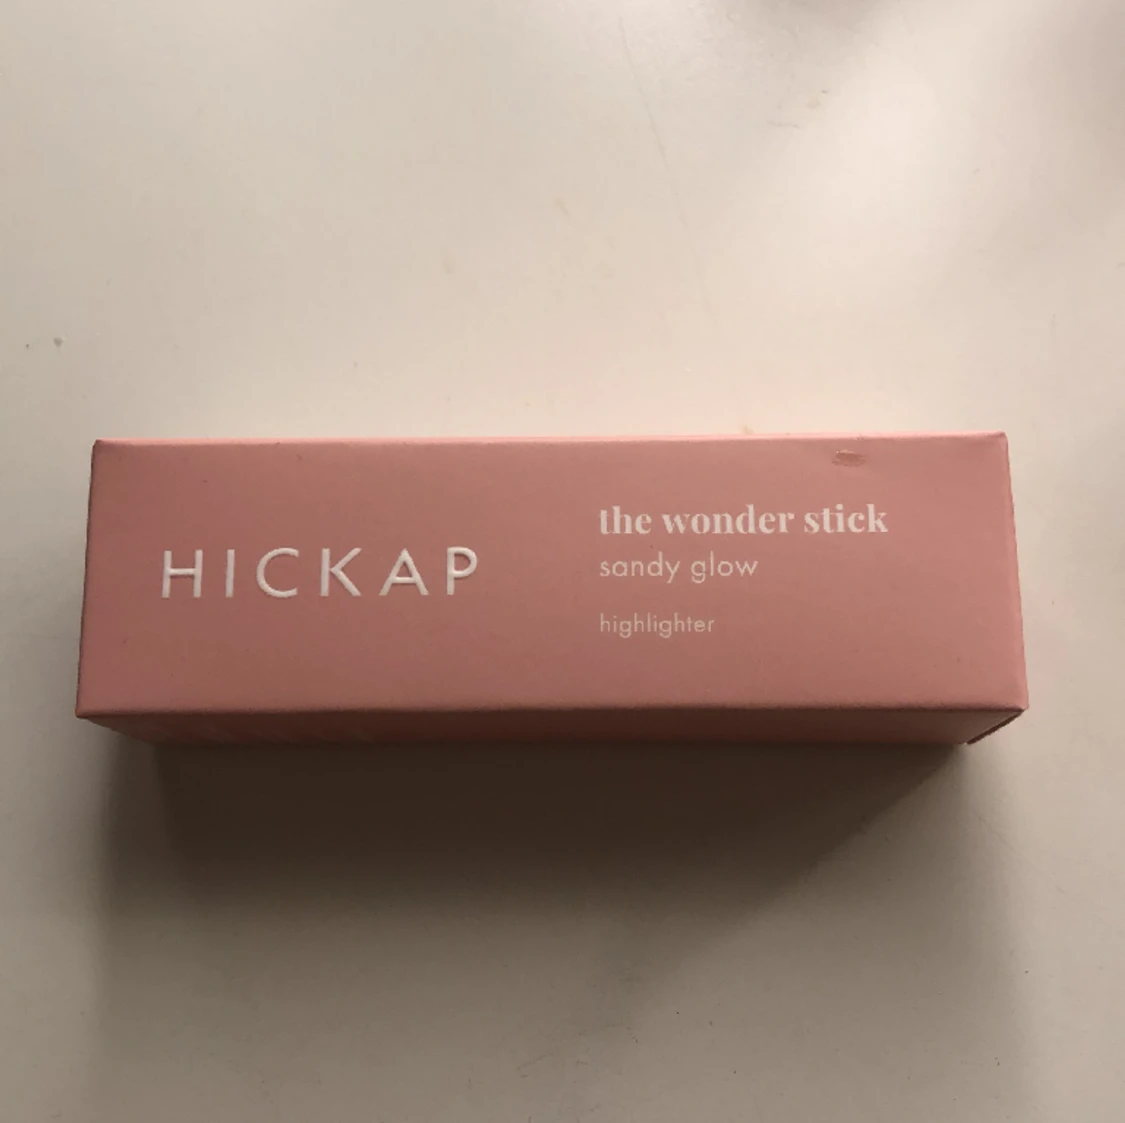 HICKAP
the wonder stick
sandy glow
highlighter